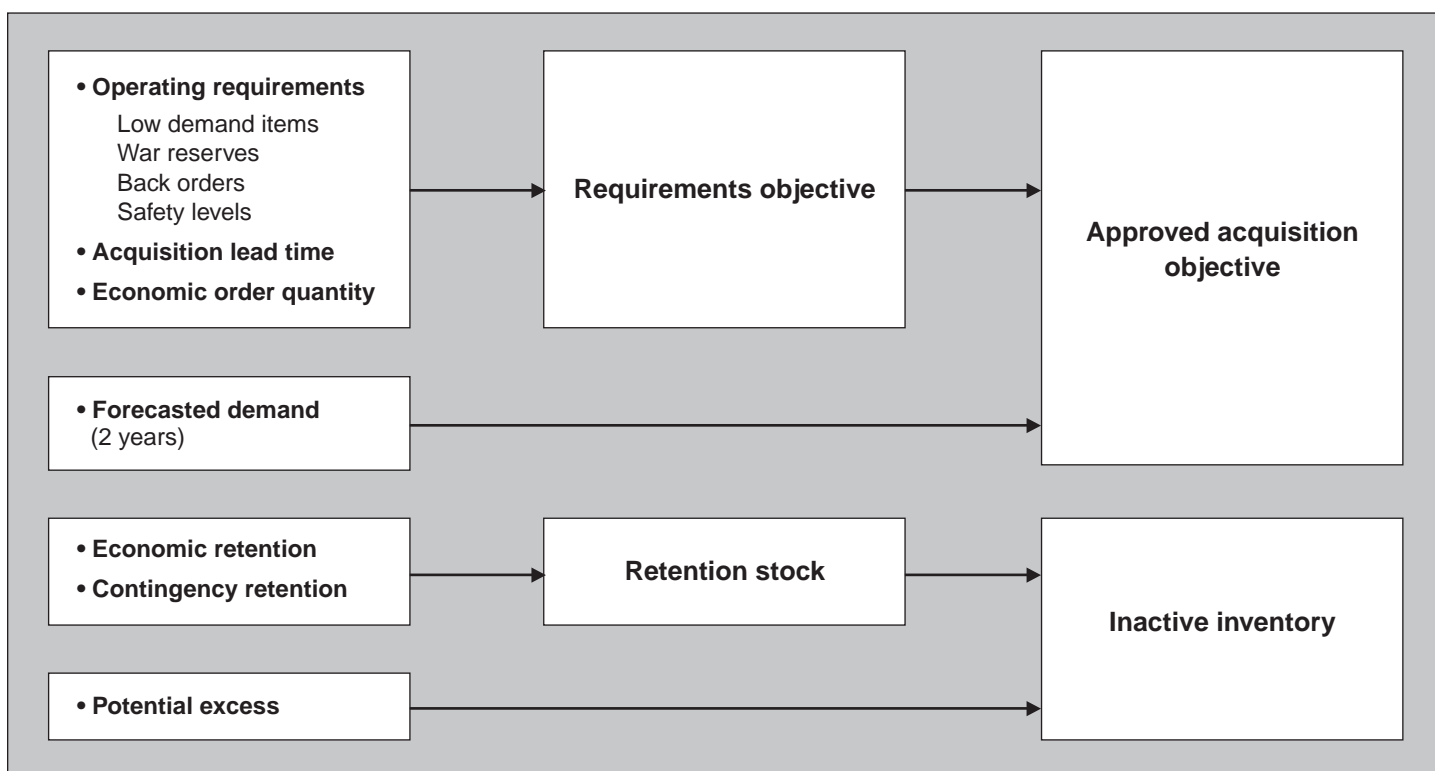 • Operating requirements
Low demand items
War reserves
Back orders
Safety levels
• Acquisition lead time
• Economic order quantity
Requirements objective
Approved acquisition
objective
• Forecasted demand
(2 years)
• Economic retention
• Contingency retention
Retention stock
Inactive inventory
• Potential excess